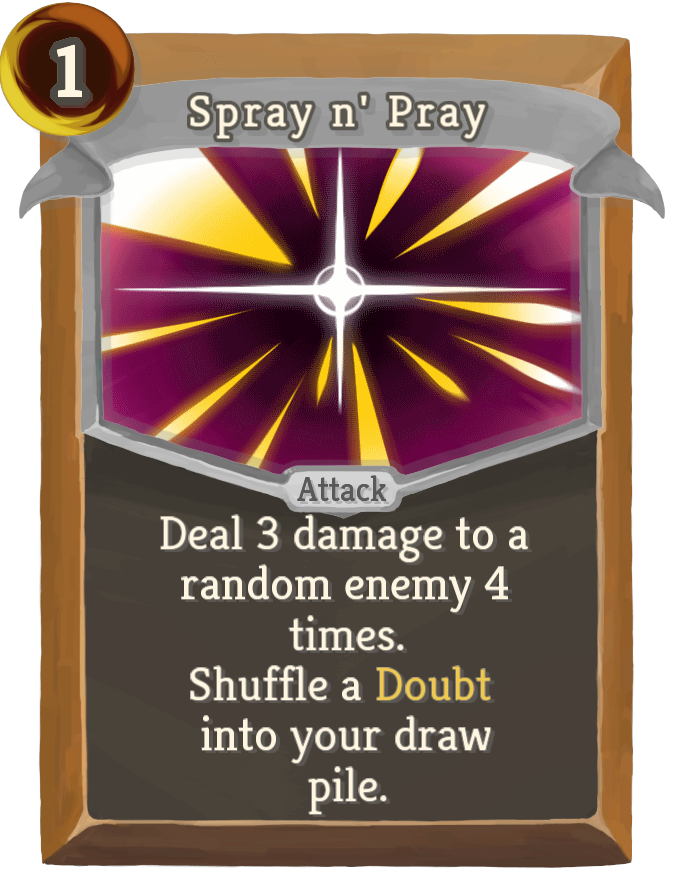 1
Spray n' Pray
Attack
Deal 3 damage to a
random enemy 4
times.
Shuffle a Doubt
into your draw
pile.